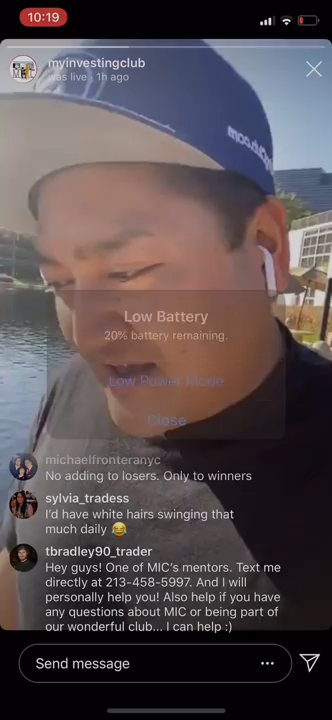 10:19
myinvestingclub
was live · 1h ago
Low Battery
20% battery remaining.
Low Power Mode
Close
michaelfronteranyc
No adding to losers. Only to winners
sylvia_tradess
I'd have white hairs swinging that
much daily 😂
tbradley90_trader
Hey guys! One of MIC's mentors. Text me
directly at 213-458-5997. And I will
personally help you! Also help if you have
any questions about MIC or being part of
our wonderful club... I can help :)
Send message